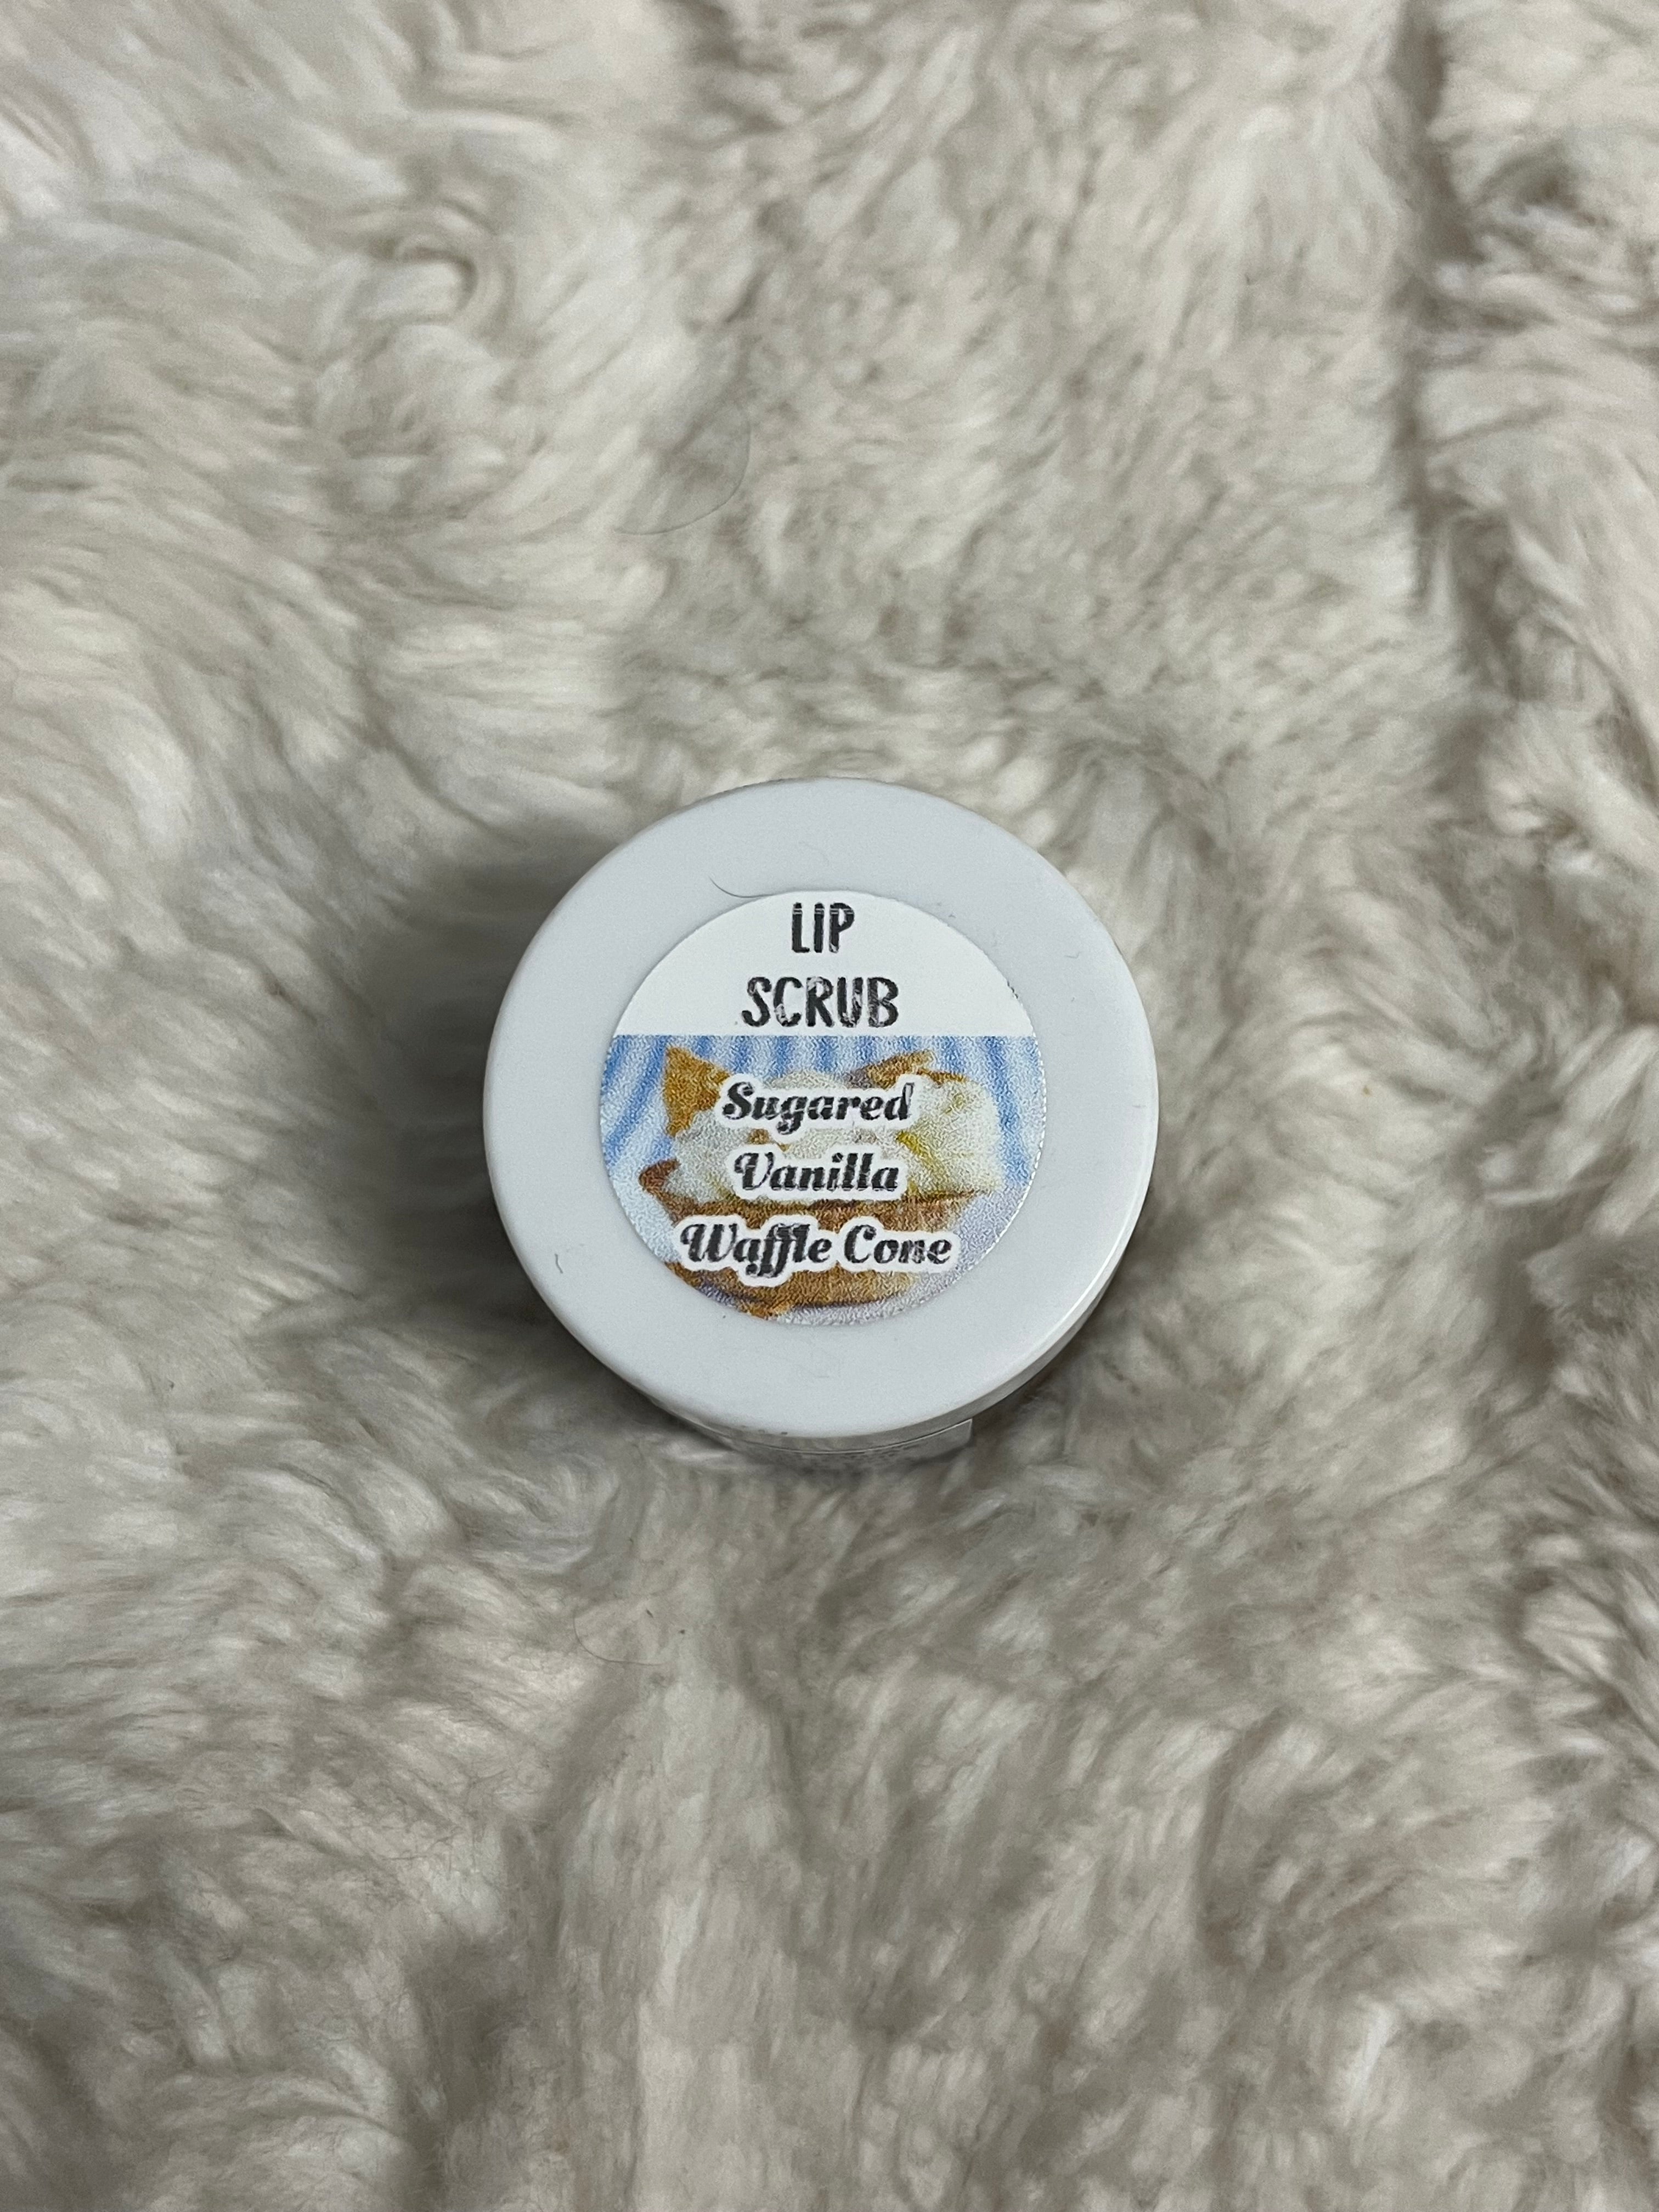 LIP
SCRUB
Sugared
Vanilla
Waffle Cone